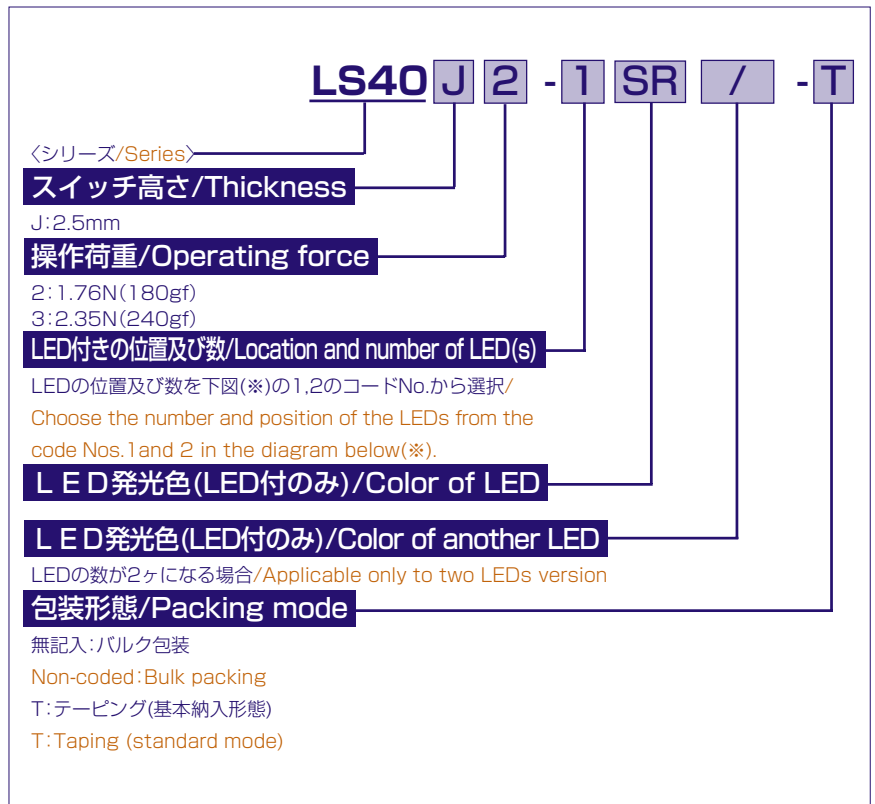 LS40 J 2 - 1 SR / - T
〈シリーズ/Series〉
スイッチ高さ/Thickness
J:2.5mm
操作荷重/Operating force
2:1.76N(180gf)
3:2.35N(240gf)
LED付きの位置及び数/Location and number of LED(s)
LEDの位置及び数を下図(※)の1,2のコードNo.から選択/
Choose the number and position of the LEDs from the
code Nos.1and 2 in the diagram below(※).
ＬＥＤ発光色(LED付のみ)/Color of LED
ＬＥＤ発光色(LED付のみ)/Color of another LED
LEDの数が2ヶになる場合/Applicable only to two LEDs version
包装形態/Packing mode
無記入:バルク包装
Non-coded:Bulk packing
T:テーピング(基本納入形態)
T:Taping (standard mode)